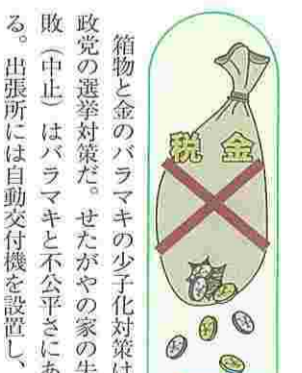 税金
箱物と金のバラマキの少子化対策は
政党の選挙対策だ。せたがやの家の失
敗（中止）はバラマキと不公平さにあ
る。出張所には自動交付機を設置し、